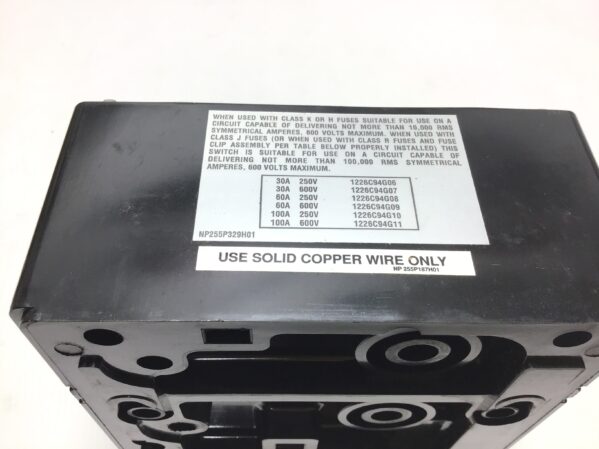 WHEN USED WITH CLASS K OR H FUSES SUITABLE FOR USE ON A
CIRCUIT CAPABLE OF DELIVERING NOT MORE THAN 10,000 RMS
SYMMETRICAL AMPERES, 600 VOLTS MAXIMUM. WHEN USED WITH
CLASS J FUSES (OR WHEN USED WITH CLASS R FUSES AND FUSE
CLIP ASSEMBLY PER TABLE BELOW PROPERLY INSTALLED) THIS
SWITCH IS SUITABLE FOR USE ON A CIRCUIT CAPABLE OF
DELIVERING NOT MORE THAN 100,000 RMS SYMMETRICAL
AMPERES, 600 VOLTS MAXIMUM.
30A 250V 1226C94G06
30A 600V 1226C94G07
60A 250V 1226C94G08
60A 600V 1226C94G09
100A 250V 1226C94G10
100A 600V 1226C94G11
NP255P329H01
USE SOLID COPPER WIRE ONLY
NP 255P187H01